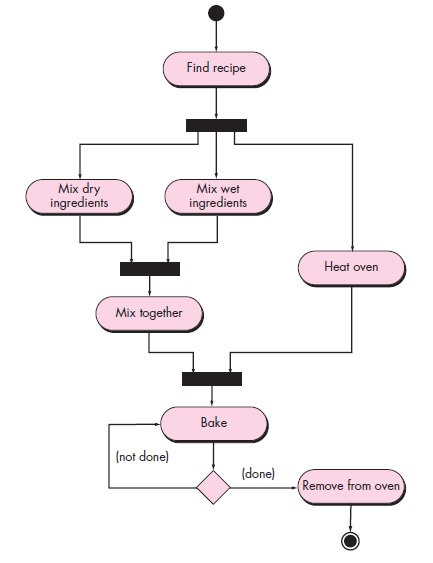 Find recipe
Mix dry
ingredients
Mix wet
ingredients
Heat oven
Mix together
Bake
(not done)
(done)
Remove from oven